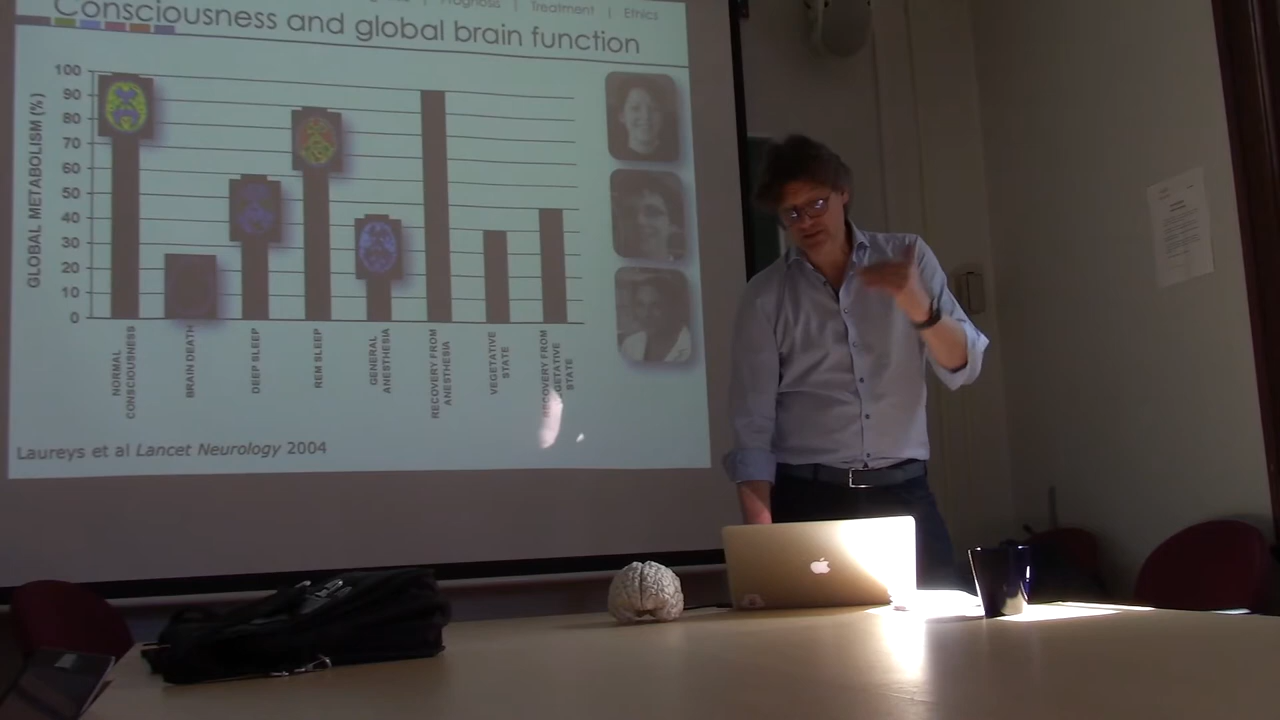 Prognosis | Treatment | Ethics
Consciousness and global brain function
GLOBAL METABOLISM (%)
100
90
80
70
60
50
40
30
20
10
0
NORMAL
CONSCIOUSNESS
BRAIN DEATH
DEEP SLEEP
REM SLEEP
GENERAL
ANESTHESIA
RECOVERY FROM
ANESTHESIA
VEGETATIVE
STATE
RECOVERY FROM
GETATIVE
STATE
Laureys et al Lancet Neurology 2004